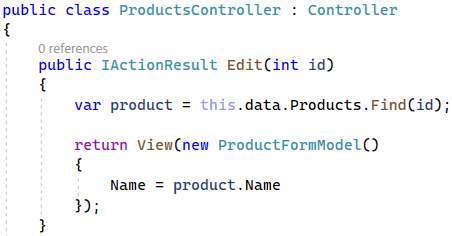 public class ProductsController : Controller
{
0 references
public IActionResult Edit(int id)
{
var product = this.data.Products.Find(id);
return View(new ProductFormModel()
{
Name = product.Name
});
}